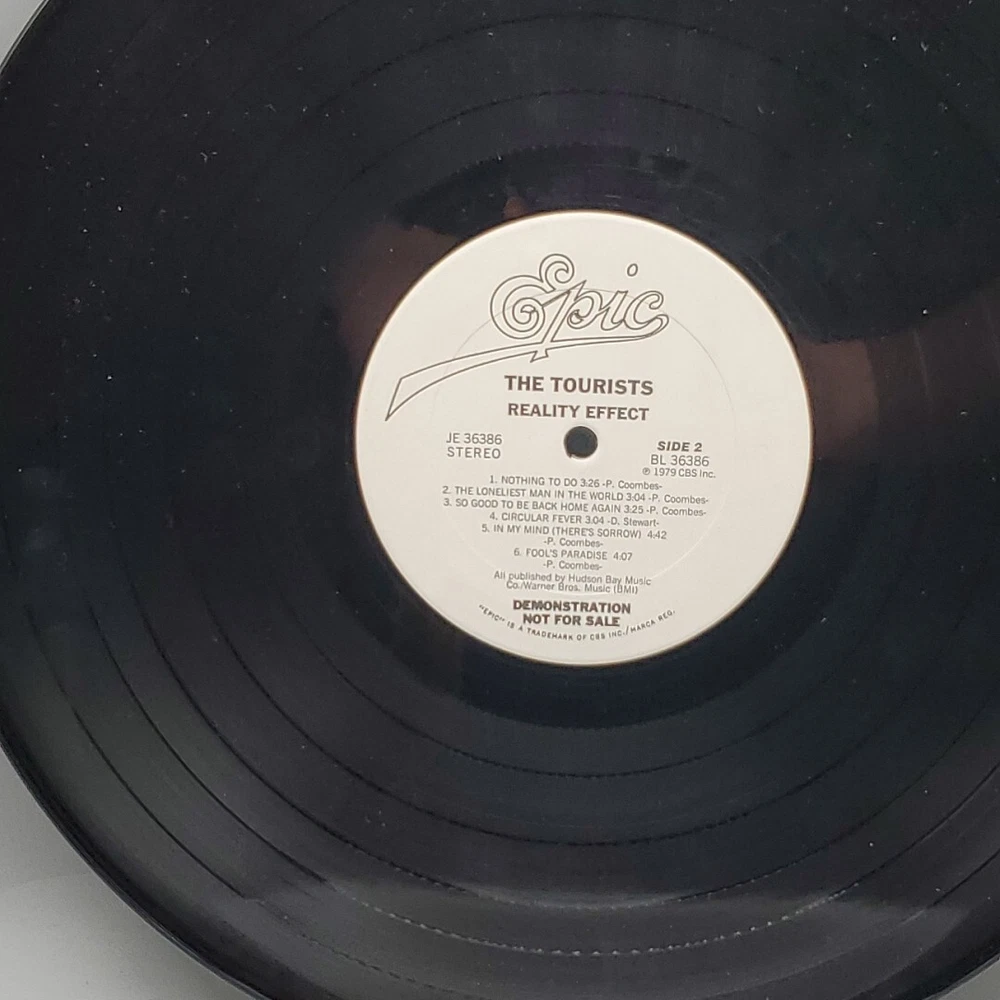 Epic
THE TOURISTS
REALITY EFFECT
JE 36386
STEREO
SIDE 2
BL 36386
℗ 1979 CBS Inc.
1. NOTHING TO DO 3:26 -P. Coombes-
2. THE LONELIEST MAN IN THE WORLD 3:04 -P. Coombes-
3. SO GOOD TO BE BACK HOME AGAIN 3:25 -P. Coombes-
4. CIRCULAR FEVER 3:04 -D. Stewart-
5. IN MY MIND (THERE'S SORROW) 4:42
-P. Coombes-
6. FOOL'S PARADISE 4:07
-P. Coombes-
All published by Hudson Bay Music
Co./Warner Bros. Music (BMI)
DEMONSTRATION
NOT FOR SALE
"EPIC" IS A TRADEMARK OF CBS INC./MARCA REG.